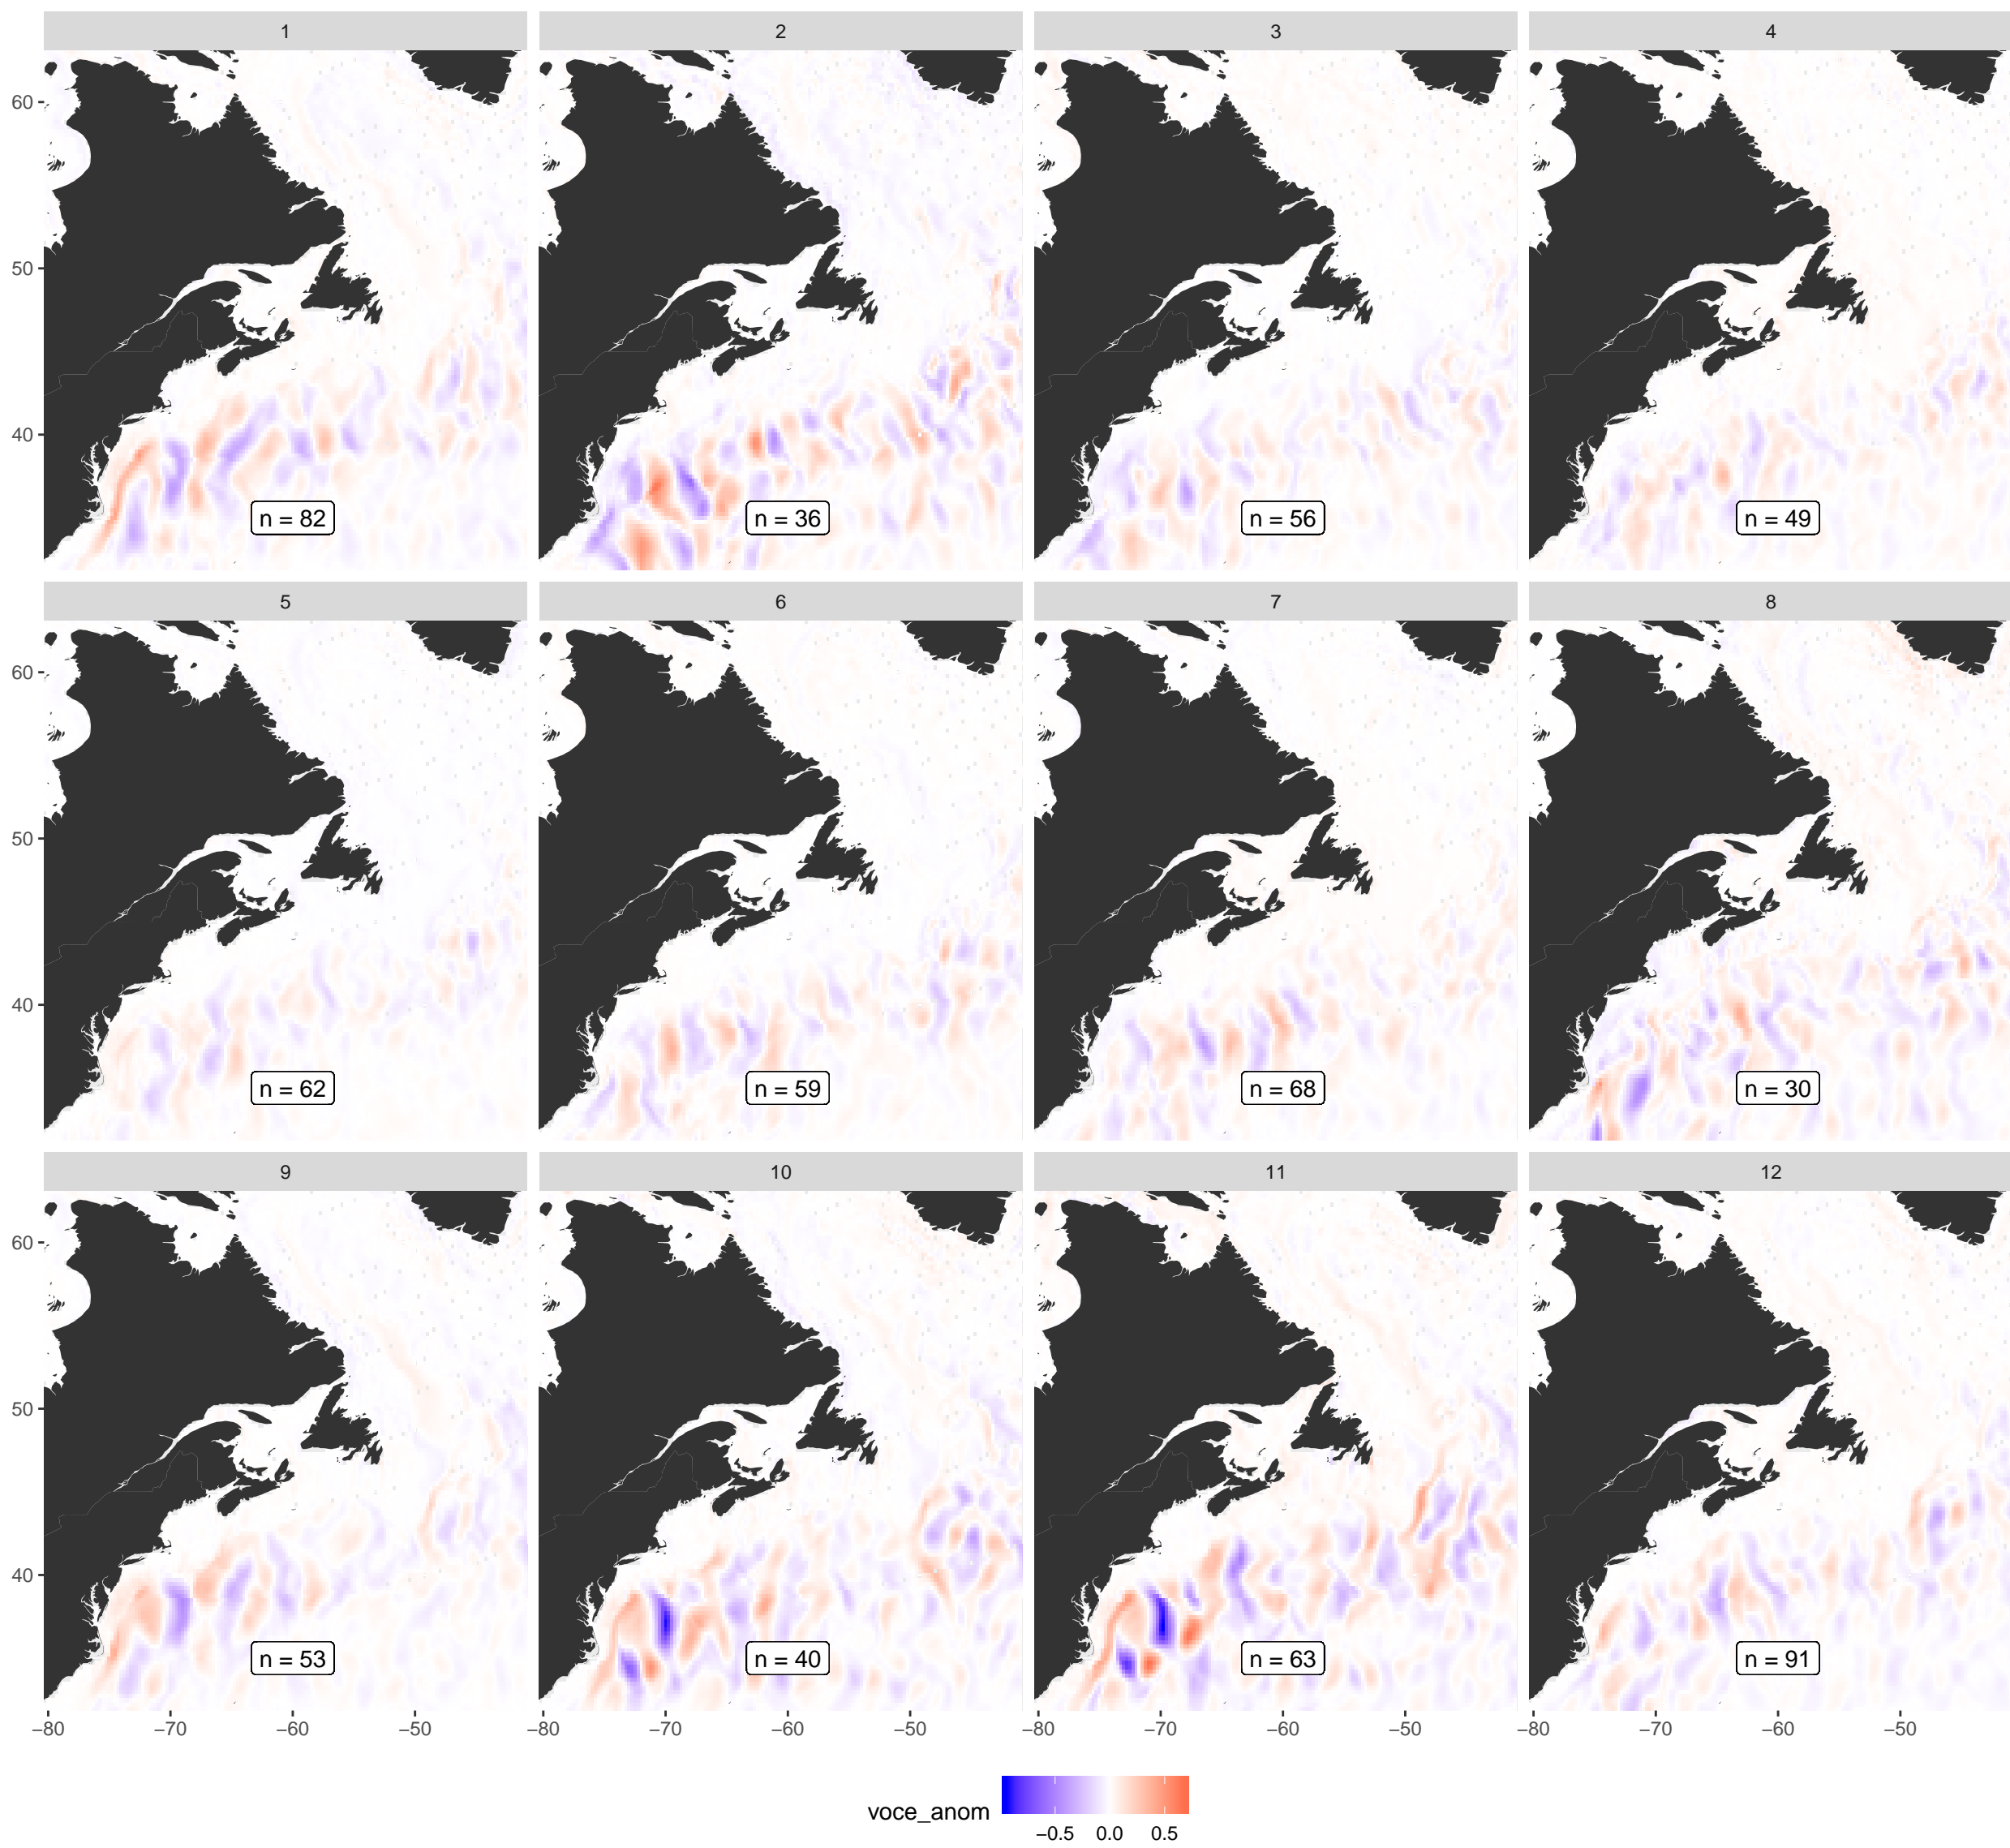 1 2 3 4
60
50
40
n = 82 n = 36 n = 56 n = 49
5 6 7 8
60
50
40
n = 62 n = 59 n = 68 n = 30
9 10 11 12
60
50
40
n = 53 n = 40 n = 63 n = 91
−80 −70 −60 −50 −80 −70 −60 −50 −80 −70 −60 −50 −80 −70 −60 −50
voce_anom
−0.5 0.0 0.5